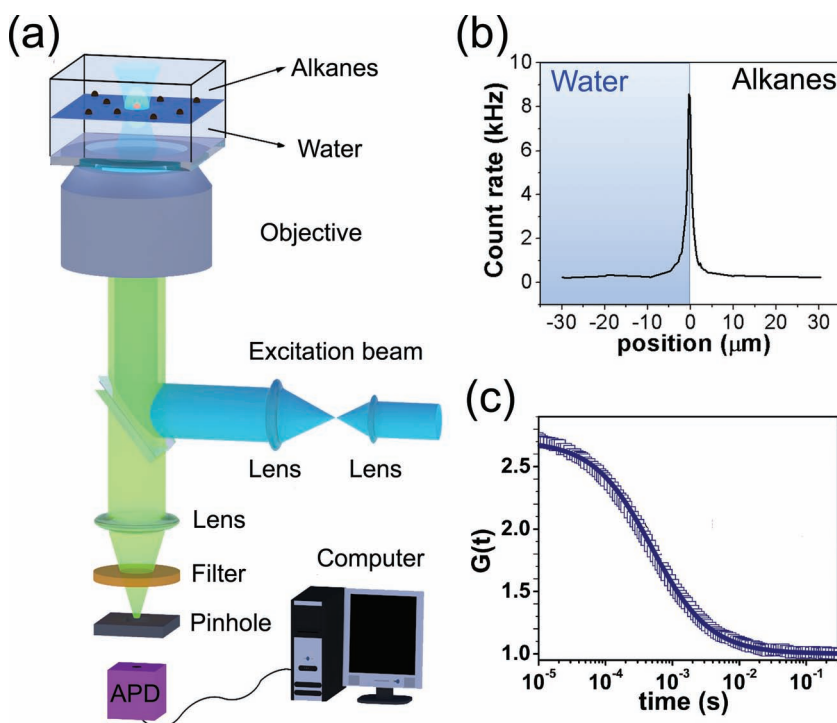 (a)
Alkanes
Water
Objective
Excitation beam
Lens Lens
Lens
Filter
Pinhole
APD
Computer
(b)
Water Alkanes
Count rate (kHz)
10
8
6
4
2
0
-30 -20 -10 0 10 20 30
position (μm)
(c)
G(t)
2.5
2.0
1.5
1.0
10⁻⁵ 10⁻⁴ 10⁻³ 10⁻² 10⁻¹
time (s)